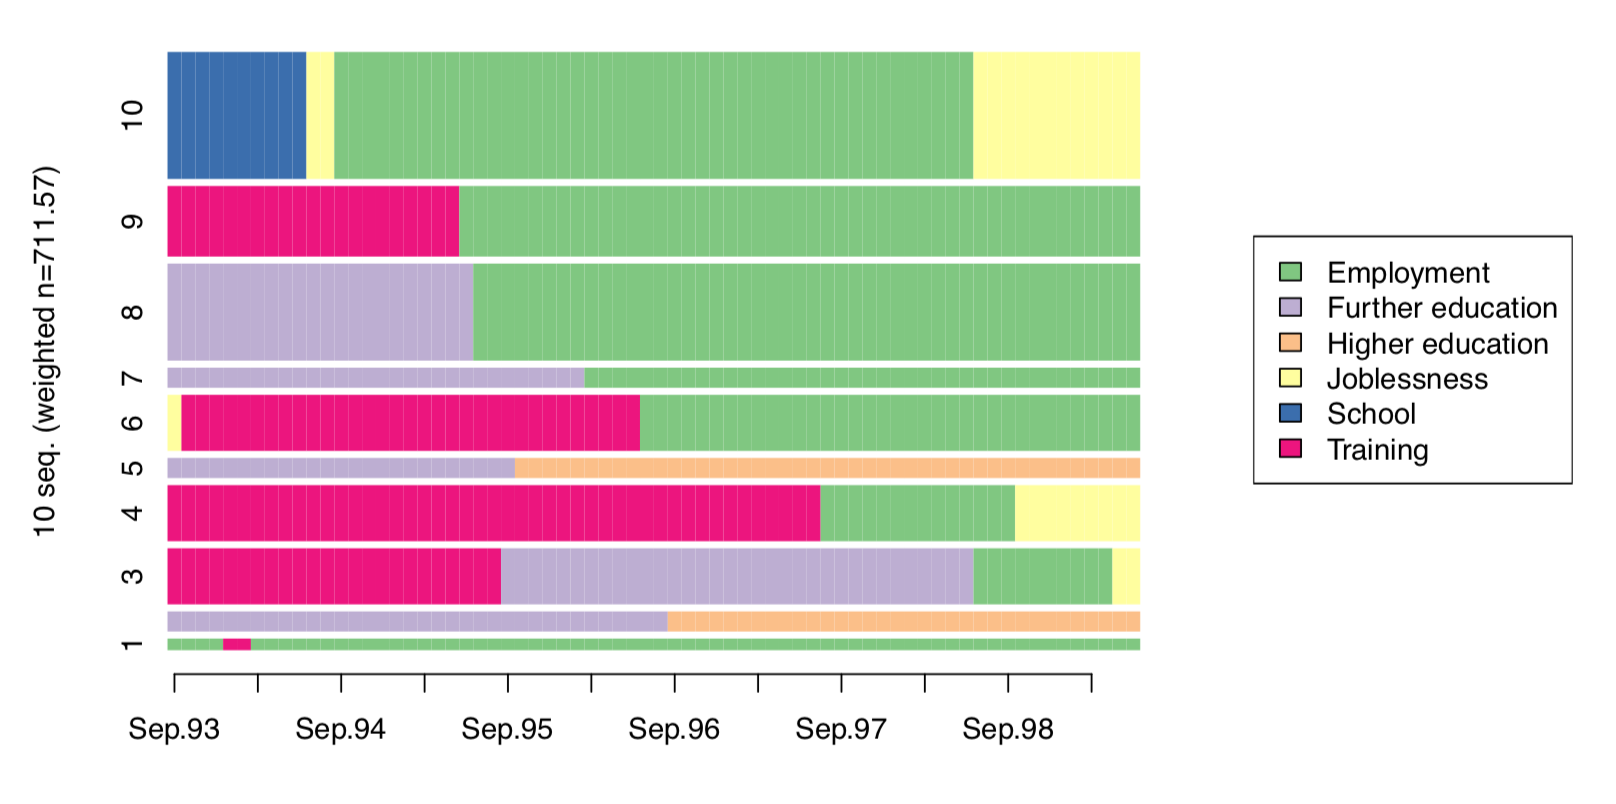 10 seq. (weighted n=711.57)
10
9
8
7
6
5
4
3
1
Sep.93 Sep.94 Sep.95 Sep.96 Sep.97 Sep.98
Employment
Further education
Higher education
Joblessness
School
Training